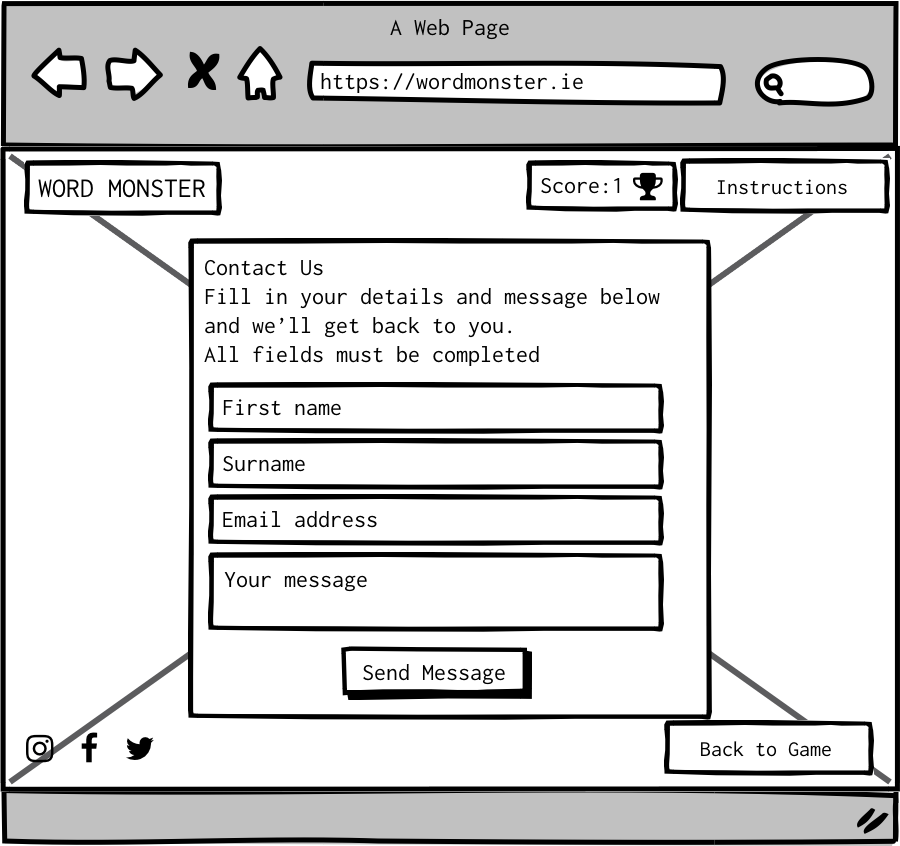 A Web Page
https://wordmonster.ie
WORD MONSTER
Score:1
Instructions
Contact Us
Fill in your details and message below
and we’ll get back to you.
All fields must be completed
First name
Surname
Email address
Your message
Send Message
Back to Game